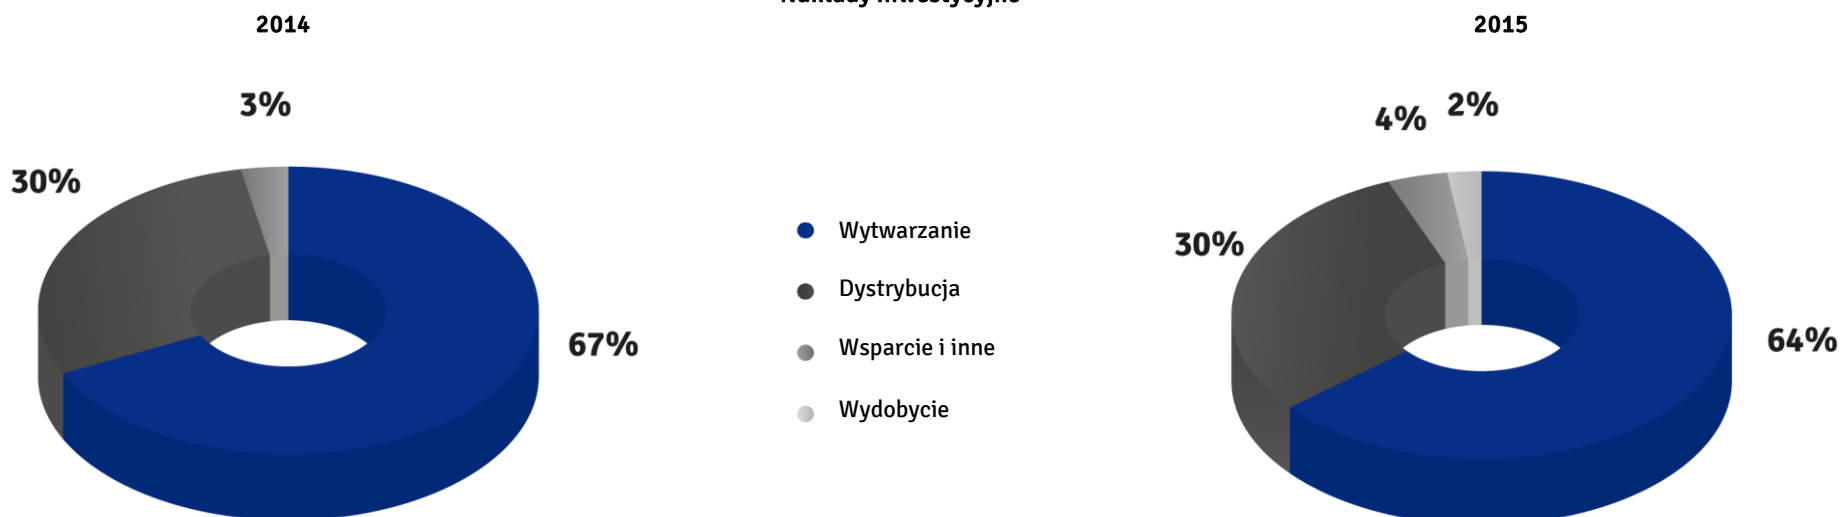 2014
3%
30%
67%
Wytwarzanie
Dystrybucja
Wsparcie i inne
Wydobycie
2015
4%
2%
30%
64%